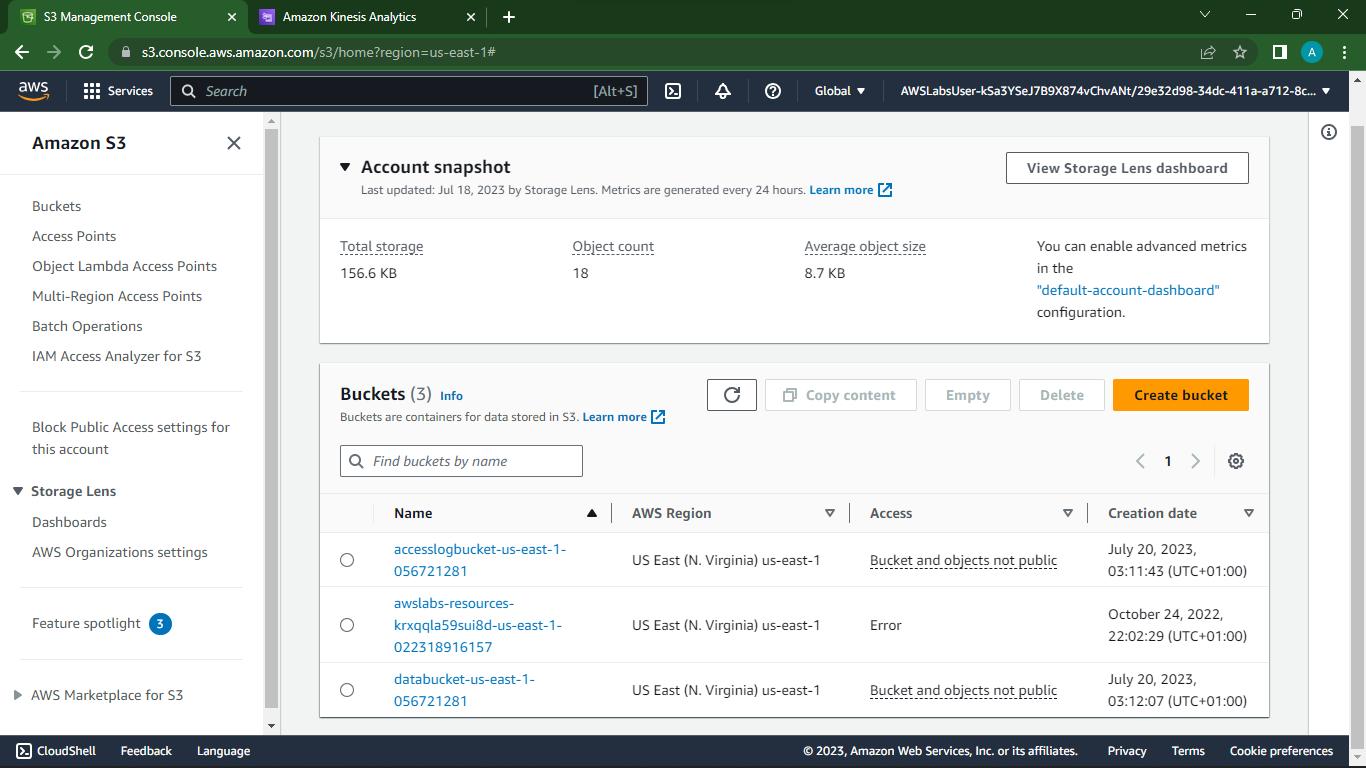 S3 Management Console
Amazon Kinesis Analytics
s3.console.aws.amazon.com/s3/home?region=us-east-1#
A
aws
Services
Search
[Alt+S]
Global
AWSLabsUser-kSa3YSeJ7B9X874vChvANt/29e32d98-34dc-411a-a712-8c...
Amazon S3
Buckets
Access Points
Object Lambda Access Points
Multi-Region Access Points
Batch Operations
IAM Access Analyzer for S3
Block Public Access settings for
this account
Storage Lens
Dashboards
AWS Organizations settings
Feature spotlight 3
AWS Marketplace for S3
Account snapshot
Last updated: Jul 18, 2023 by Storage Lens. Metrics are generated every 24 hours. Learn more
View Storage Lens dashboard
Total storage
156.6 KB
Object count
18
Average object size
8.7 KB
You can enable advanced metrics
in the
"default-account-dashboard"
configuration.
Buckets (3) Info
Buckets are containers for data stored in S3. Learn more
Copy content
Empty
Delete
Create bucket
Find buckets by name
1
Name
AWS Region
Access
Creation date
accesslogbucket-us-east-1-
056721281
US East (N. Virginia) us-east-1
Bucket and objects not public
July 20, 2023,
03:11:43 (UTC+01:00)
awslabs-resources-
krxqqla59sui8d-us-east-1-
022318916157
US East (N. Virginia) us-east-1
Error
October 24, 2022,
22:02:29 (UTC+01:00)
databucket-us-east-1-
056721281
US East (N. Virginia) us-east-1
Bucket and objects not public
July 20, 2023,
03:12:07 (UTC+01:00)
CloudShell
Feedback
Language
© 2023, Amazon Web Services, Inc. or its affiliates.
Privacy
Terms
Cookie preferences